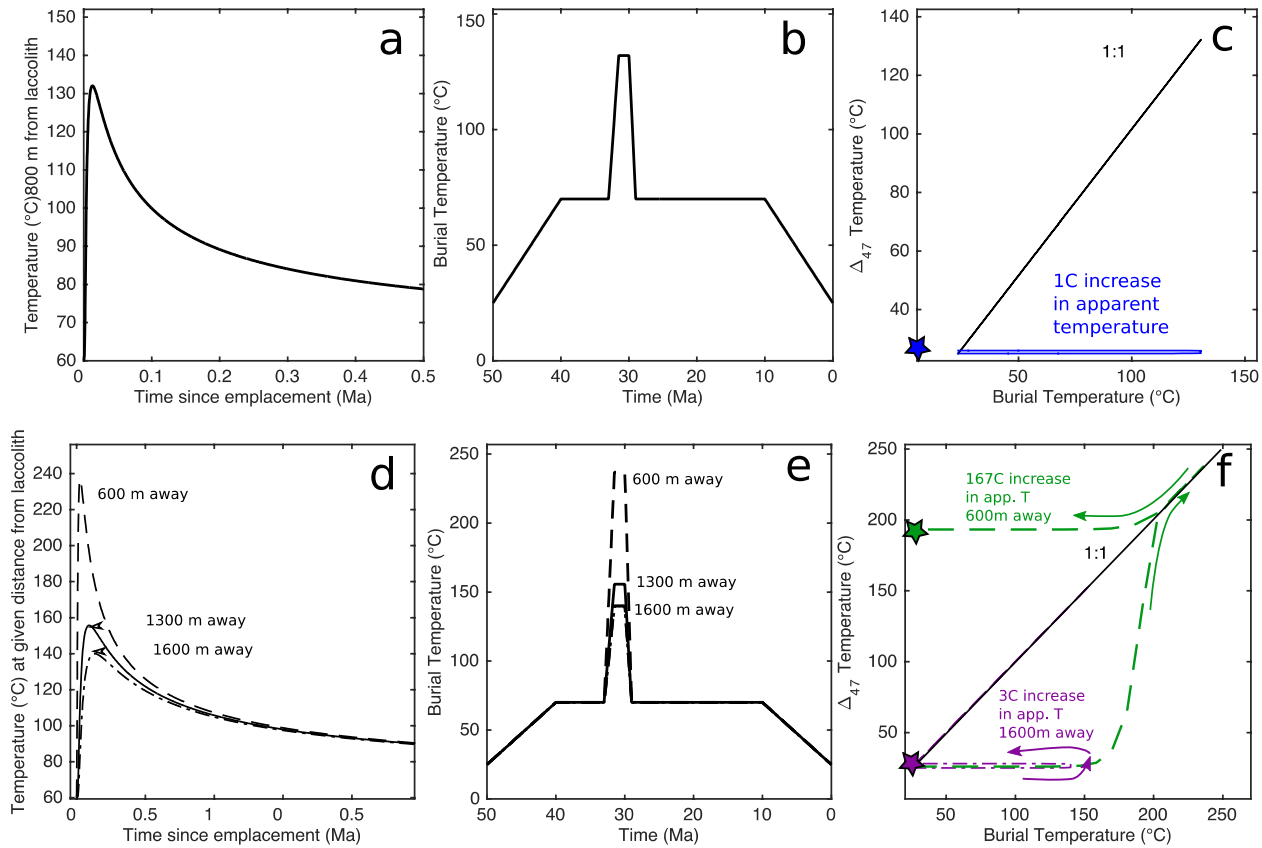 a
Temperature (°C)800 m from laccolith
140
130
120
110
100
90
80
70
60
0
0.1
0.2
0.3
0.4
0.5
Time since emplacement (Ma)
b
Burial Temperature (°C)
150
100
50
0
50
40
30
20
10
0
Time (Ma)
c
Δ47 Temperature (°C)
140
120
100
80
60
40
1:1
1C increase
in apparent
temperature
50
100
150
Burial Temperature (°C)
d
Temperature (°C) at given distance from laccolith
240
220
200
180
160
140
120
100
80
60
600 m away
1300 m away
1600 m away
0
0.5
1
0
0.5
Time since emplacement (Ma)
e
Burial Temperature (°C)
250
200
150
100
50
0
600 m away
1300 m away
1600 m away
50
40
30
20
10
0
Time (Ma)
f
Δ47 Temperature (°C)
250
200
150
100
50
167C increase
in app. T
600m away
1:1
3C increase
in app. T
1600m away
50
100
150
200
250
Burial Temperature (°C)